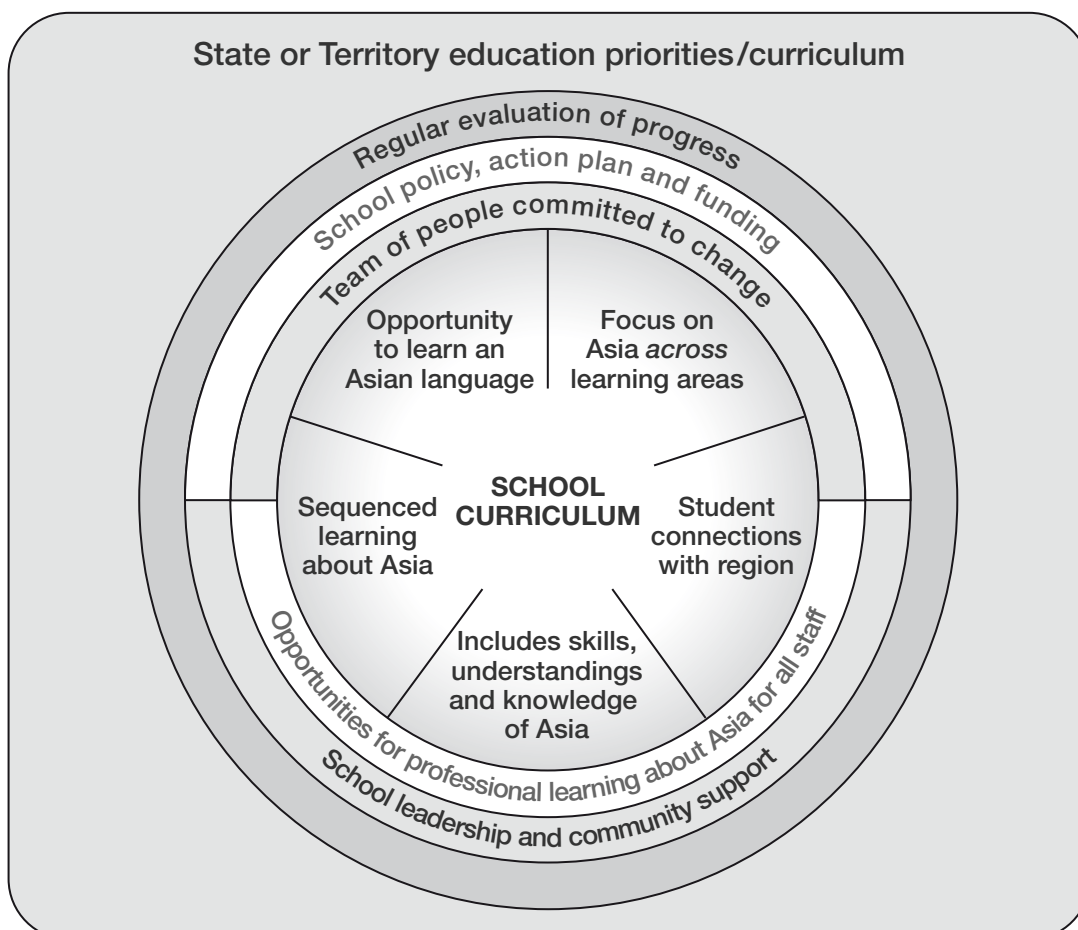 State or Territory education priorities/curriculum
Regular evaluation of progress
School policy, action plan and funding
Team of people committed to change
Opportunity
to learn an
Asian language
Focus on
Asia across
learning areas
SCHOOL
CURRICULUM
Sequenced
learning
about Asia
Student
connections
with region
Includes skills,
understandings
and knowledge
of Asia
Opportunities for professional learning about Asia for all staff
School leadership and community support